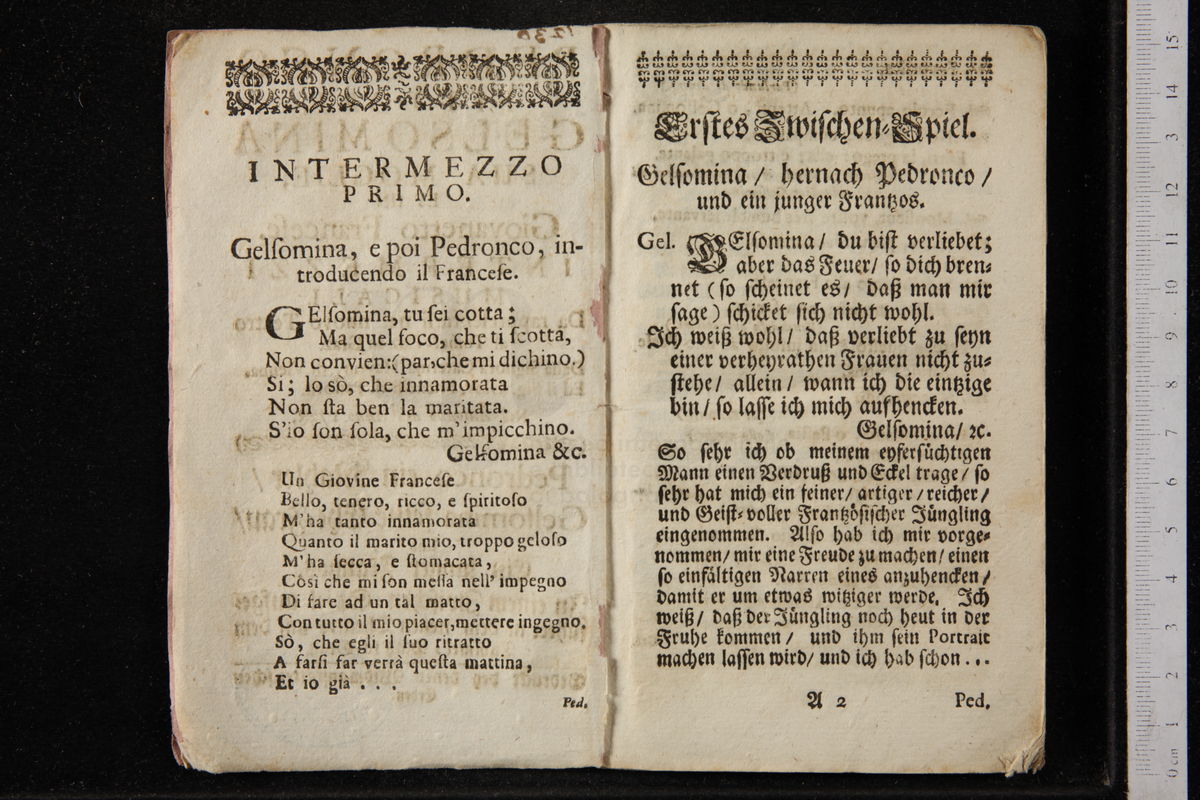 INTERMEZZO
PRIMO.
Gelſomina, e poi Pedronco, in-
troducendo il Franceſe.
GElſomina, tu ſei cotta;
Ma quel foco, che ti ſcotta,
Non convien:(par,che mi dichino.)
Si; lo sò, che innamorata
Non ſta ben la maritata.
S'io ſon ſola, che m'impicchino.
Gelſomina &c.
Un Giovine Franceſe
Bello, tenero, ricco, e ſpiritoſo
M'ha tanto innamorata
Quanto il marito mio, troppo geloſo
M'ha ſecca, e ſtomacata,
Così che mi ſon meſſa nell' impegno
Di fare ad un tal matto,
Con tutto il mio piacer,mettere ingegno.
Sò, che egli il ſuo ritratto
A farſi far verrà queſta mattina,
Et io già . . .
Ped.
Erſtes Zwiſchen-Spiel.
Gelſomina / hernach Pedronco /
und ein junger Frantzos.
Gel. GElſomina / du biſt verliebet;
aber das Feuer / ſo dich bren-
net ( ſo ſcheinet es / daß man mir
ſage ) ſchicket ſich nicht wohl.
Ich weiß wohl / daß verliebt zu ſeyn
einer verheyrathen Frauen nicht zu-
ſtehe / allein / wann ich die eintzige
bin / ſo laſſe ich mich aufhencken.
Gelſomina / ꝛc.
So ſehr ich ob meinem eyferſüchtigen
Mann einen Verdruß und Eckel trage / ſo
ſehr hat mich ein feiner / artiger / reicher /
und Geiſt-voller Frantzöſiſcher Jüngling
eingenommen. Alſo hab ich mir vorge-
nommen / mir eine Freude zu machen / einen
ſo einfältigen Narren eines anzuhencken /
damit er um etwas witziger werde. Ich
weiß / daß der Jüngling noch heut in der
Fruhe kommen / und ihm ſein Portrait
machen laſſen wird / und ich hab ſchon . . .
A 2 Ped.